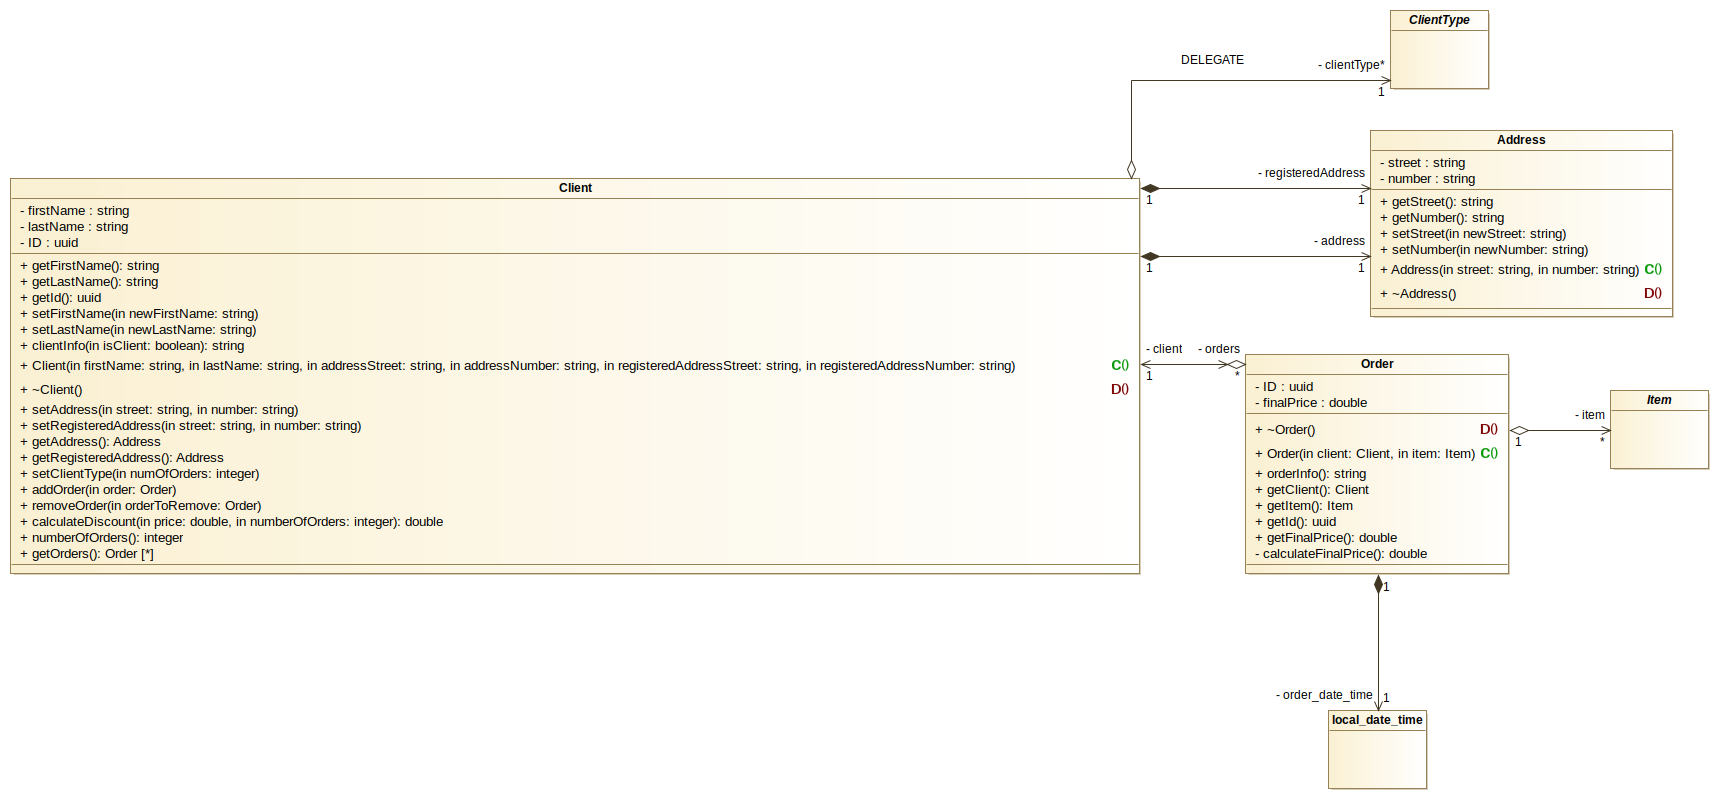 ClientType
DELEGATE
- clientType*
1
Address
- street : string
- number : string
+ getStreet(): string
+ getNumber(): string
+ setStreet(in newStreet: string)
+ setNumber(in newNumber: string)
+ Address(in street: string, in number: string) C()
+ ~Address() D()
- registeredAddress
1
1
- address
1
1
Client
- firstName : string
- lastName : string
- ID : uuid
+ getFirstName(): string
+ getLastName(): string
+ getId(): uuid
+ setFirstName(in newFirstName: string)
+ setLastName(in newLastName: string)
+ clientInfo(in isClient: boolean): string
+ Client(in firstName: string, in lastName: string, in addressStreet: string, in addressNumber: string, in registeredAddressStreet: string, in registeredAddressNumber: string) C()
+ ~Client() D()
+ setAddress(in street: string, in number: string)
+ setRegisteredAddress(in street: string, in number: string)
+ getAddress(): Address
+ getRegisteredAddress(): Address
+ setClientType(in numOfOrders: integer)
+ addOrder(in order: Order)
+ removeOrder(in orderToRemove: Order)
+ calculateDiscount(in price: double, in numberOfOrders: integer): double
+ numberOfOrders(): integer
+ getOrders(): Order [*]
- client - orders
1 *
Order
- ID : uuid
- finalPrice : double
+ ~Order() D()
+ Order(in client: Client, in item: Item) C()
+ orderInfo(): string
+ getClient(): Client
+ getItem(): Item
+ getId(): uuid
+ getFinalPrice(): double
- calculateFinalPrice(): double
- item
1 *
Item
1
- order_date_time 1
local_date_time